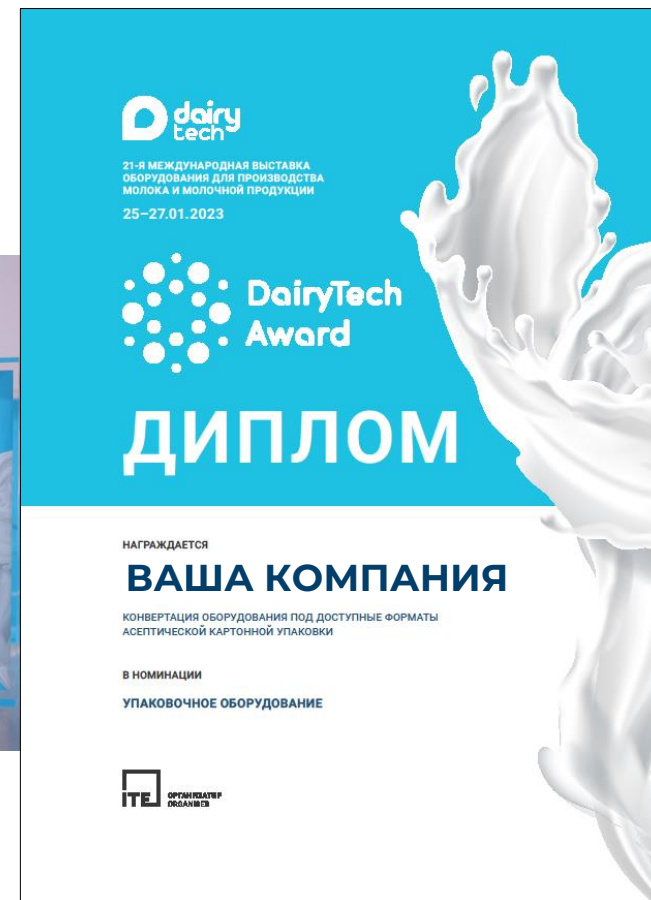 dairy
tech
21-Я МЕЖДУНАРОДНАЯ ВЫСТАВКА
ОБОРУДОВАНИЯ ДЛЯ ПРОИЗВОДСТВА
МОЛОКА И МОЛОЧНОЙ ПРОДУКЦИИ
25–27.01.2023
DairyTech
Award
ДИПЛОМ
НАГРАЖДАЕТСЯ
ВАША КОМПАНИЯ
КОНВЕРТАЦИЯ ОБОРУДОВАНИЯ ПОД ДОСТУПНЫЕ ФОРМАТЫ
АСЕПТИЧЕСКОЙ КАРТОННОЙ УПАКОВКИ
В НОМИНАЦИИ
УПАКОВОЧНОЕ ОБОРУДОВАНИЕ
ITE
ОРГАНИЗАТОР
ORGANISER